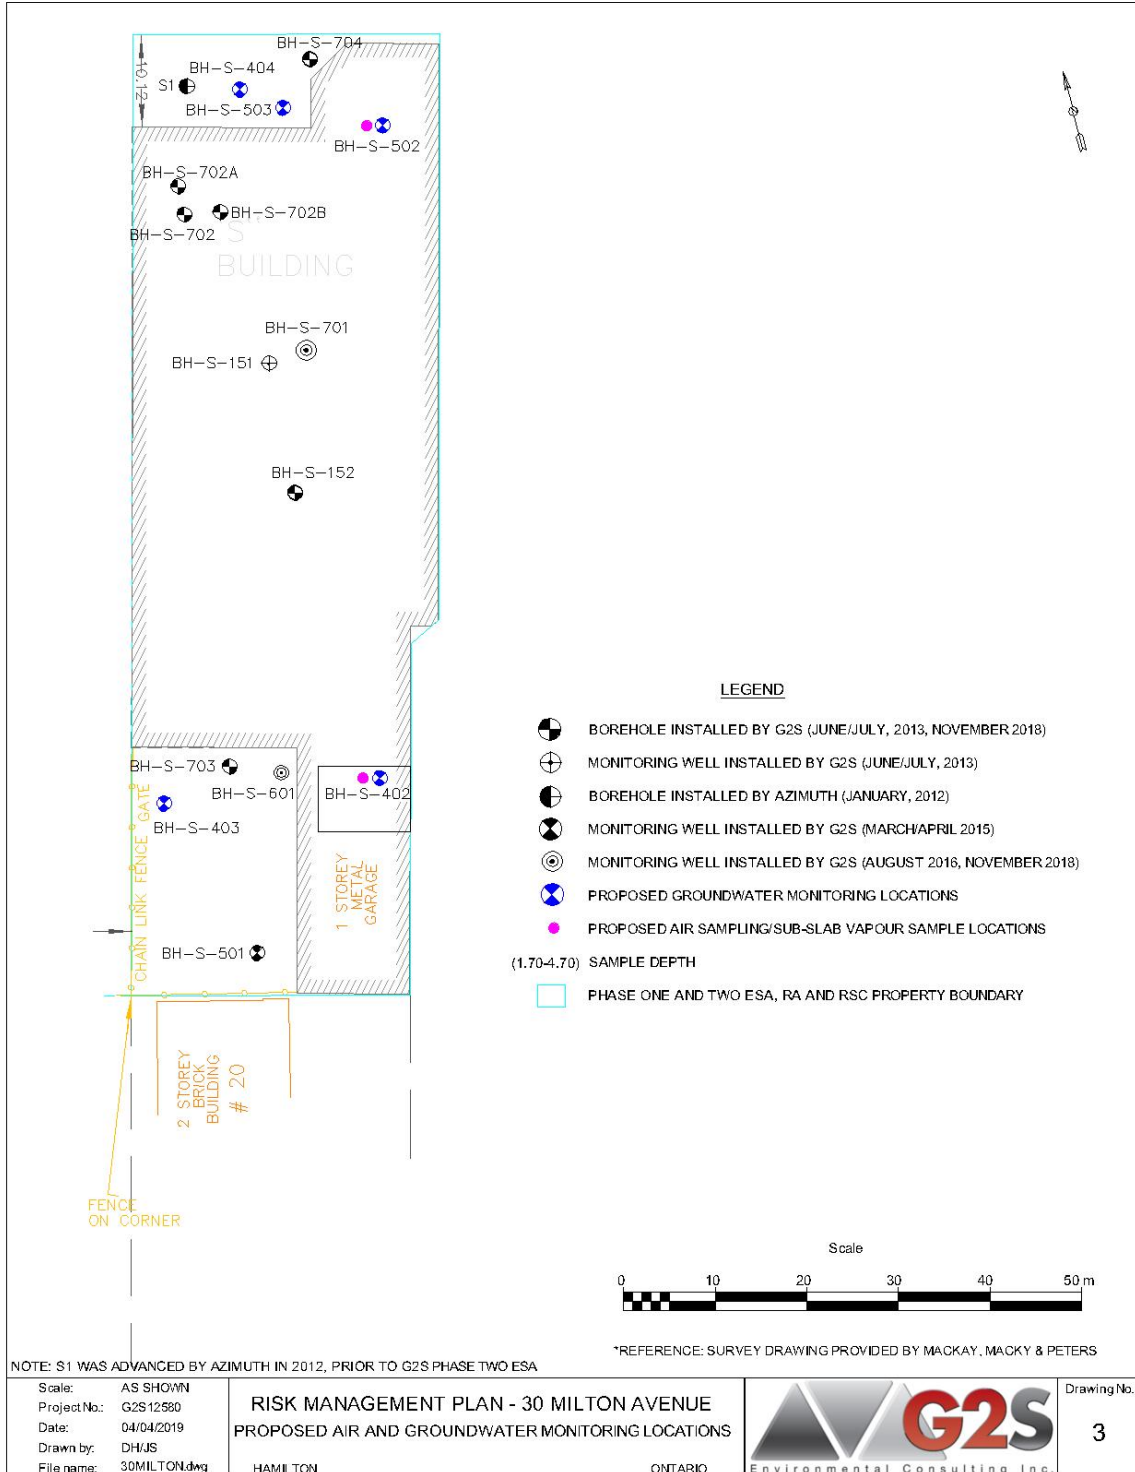 BH-S-704
BH-S-404
S1
10.12
BH-S-503
BH-S-502
BH-S-702A
BH-S-702B
BH-S-702
"S"
BUILDING
BH-S-701
BH-S-151
BH-S-152
BH-S-703
BH-S-601
BH-S-402
BH-S-403
CHAIN LINK FENCE GATE
1 STOREY
METAL
GARAGE
BH-S-501
2 STOREY
BRICK
BUILDING
# 20
FENCE
ON CORNER
LEGEND
BOREHOLE INSTALLED BY G2S (JUNE/JULY, 2013, NOVEMBER 2018)
MONITORING WELL INSTALLED BY G2S (JUNE/JULY, 2013)
BOREHOLE INSTALLED BY AZIMUTH (JANUARY, 2012)
MONITORING WELL INSTALLED BY G2S (MARCH/APRIL 2015)
MONITORING WELL INSTALLED BY G2S (AUGUST 2016, NOVEMBER 2018)
PROPOSED GROUNDWATER MONITORING LOCATIONS
PROPOSED AIR SAMPLING/SUB-SLAB VAPOUR SAMPLE LOCATIONS
(1.70-4.70) SAMPLE DEPTH
PHASE ONE AND TWO ESA, RA AND RSC PROPERTY BOUNDARY
Scale
0 10 20 30 40 50 m
*REFERENCE: SURVEY DRAWING PROVIDED BY MACKAY, MACKY & PETERS
NOTE: S1 WAS ADVANCED BY AZIMUTH IN 2012, PRIOR TO G2S PHASE TWO ESA
Scale: AS SHOWN
Project No.: G2S12580
Date: 04/04/2019
Drawn by: DH/JS
File name: 30MILTON.dwg
RISK MANAGEMENT PLAN - 30 MILTON AVENUE
PROPOSED AIR AND GROUNDWATER MONITORING LOCATIONS
HAMILTON ONTARIO
G2S
Environmental Consulting Inc.
Drawing No.
3